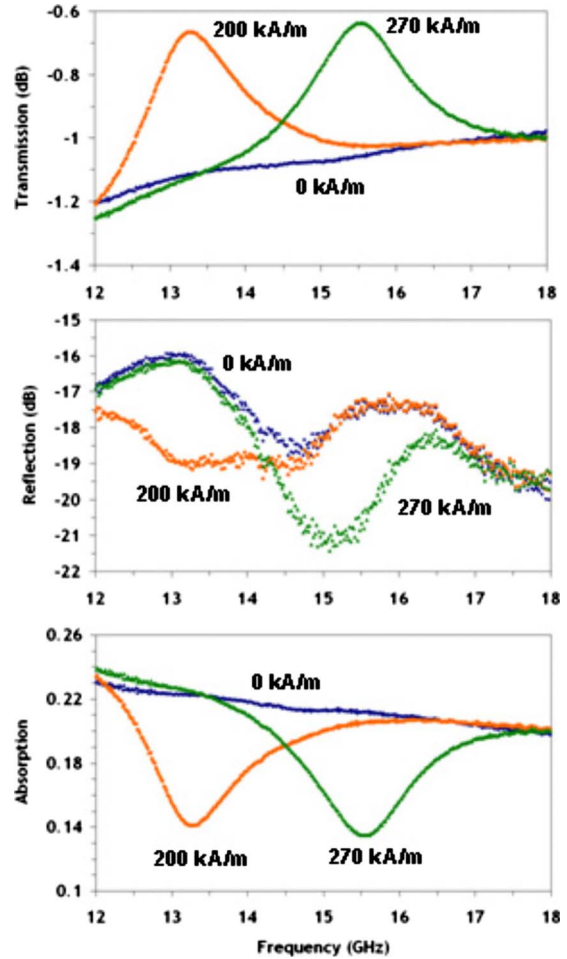 -0.6
-0.8
-1
-1.2
-1.4
Transmission (dB)
200 kA/m
270 kA/m
0 kA/m
12 13 14 15 16 17 18
-15
-16
-17
-18
-19
-20
-21
-22
Reflection (dB)
0 kA/m
200 kA/m
270 kA/m
12 13 14 15 16 17 18
0.26
0.22
0.18
0.14
0.1
Absorption
0 kA/m
200 kA/m
270 kA/m
12 13 14 15 16 17 18
Frequency (GHz)